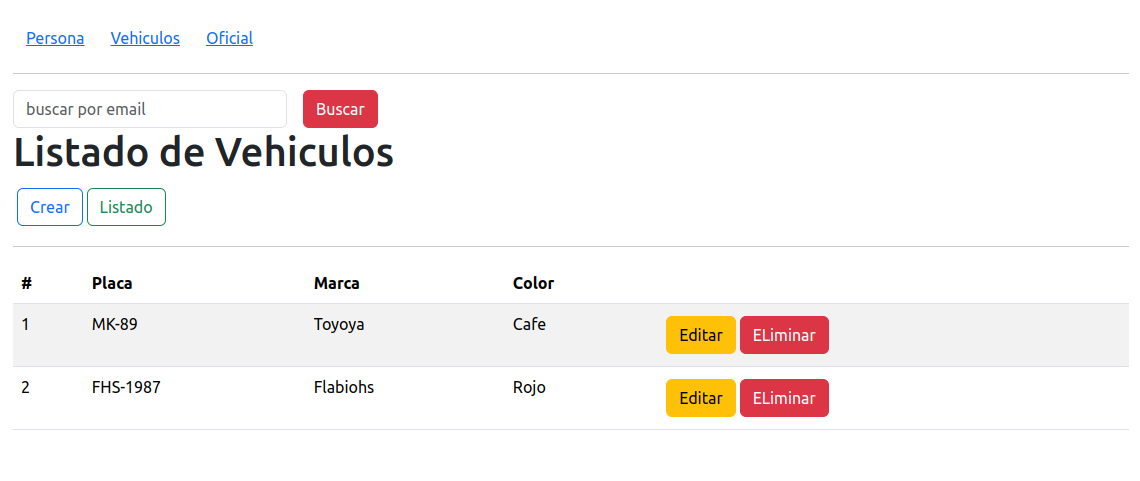 Persona Vehiculos Oficial
buscar por email Buscar
Listado de Vehiculos
Crear Listado
# Placa Marca Color
1 MK-89 Toyoya Cafe Editar ELiminar
2 FHS-1987 Flabiohs Rojo Editar ELiminar